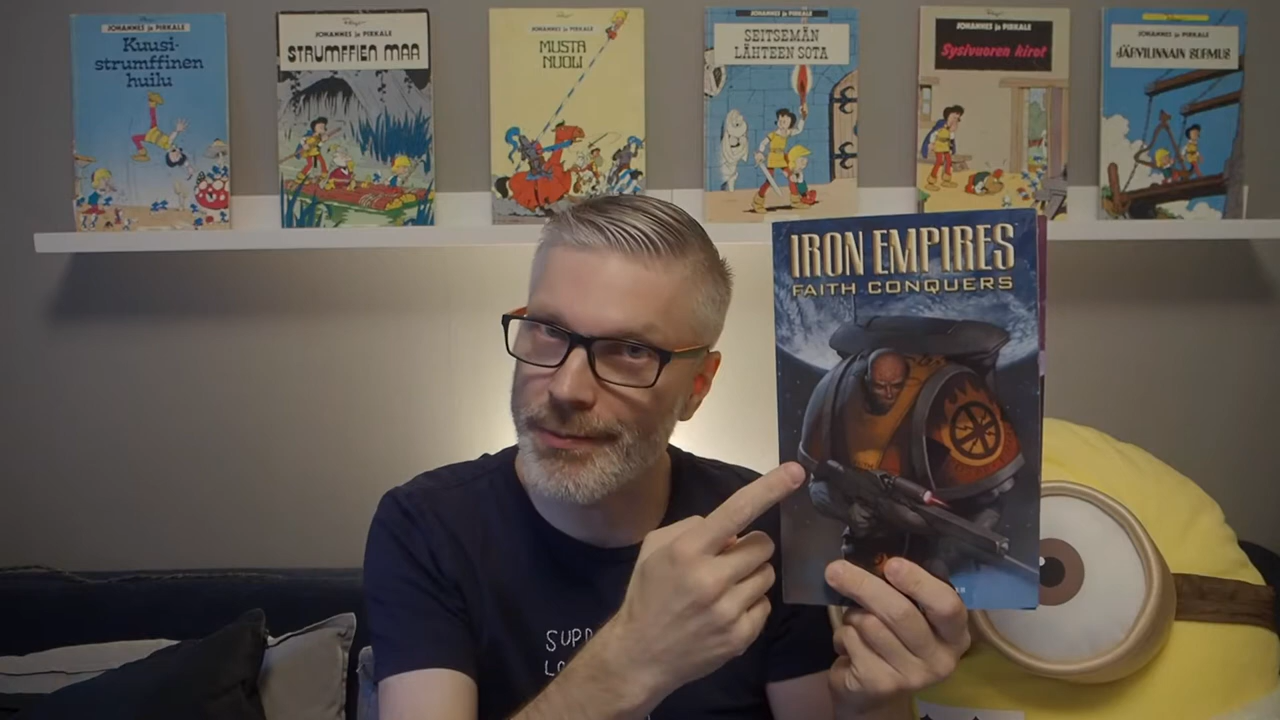 JOHANNES ja PIRKALE
Kuusi-
strumffinen
huilu
JOHANNES ja PIRKALE
STRUMFFIEN MAA
JOHANNES ja PIRKALE
MUSTA
NUOLI
JOHANNES ja PIRKALE
SEITSEMÄN
LÄHTEEN SOTA
JOHANNES ja PIRKALE
Sysivuoren kirot
JOHANNES ja PIRKALE
JÄRVILINNAN SORMUS
IRON EMPIRES
FAITH CONQUERS